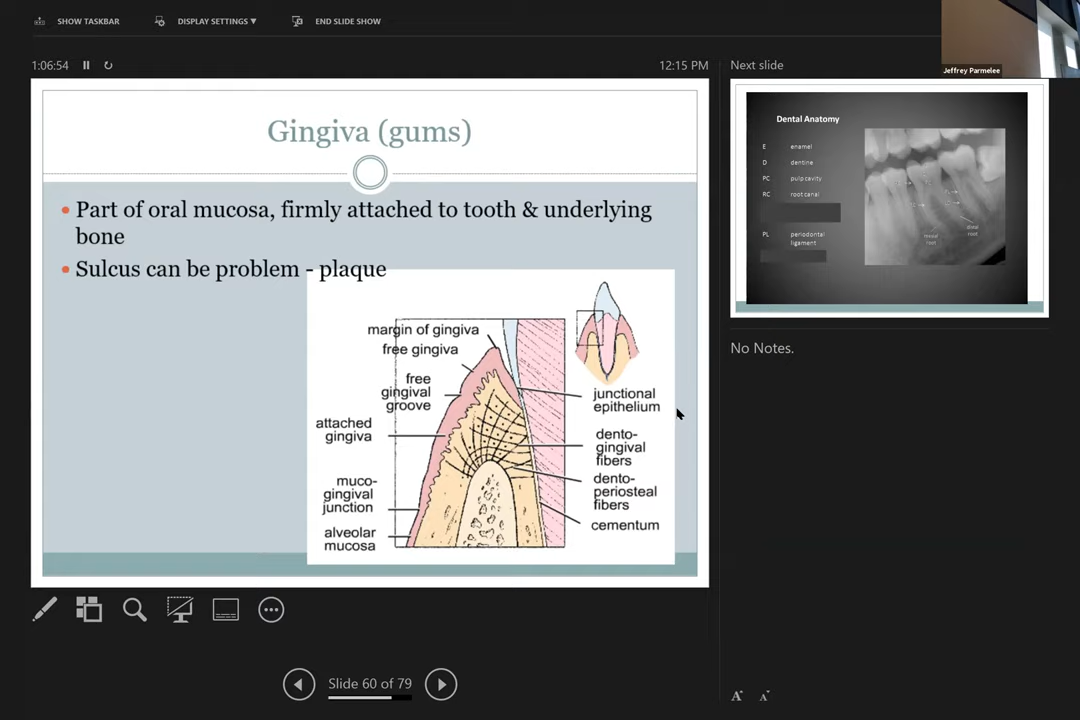 SHOW TASKBAR
DISPLAY SETTINGS ▼
END SLIDE SHOW
Jeffrey Parmelee
1:06:54
12:15 PM
Gingiva (gums)
• Part of oral mucosa, firmly attached to tooth & underlying
bone
• Sulcus can be problem - plaque
margin of gingiva
free gingiva
free
gingival
groove
attached
gingiva
muco-
gingival
junction
alveolar
mucosa
junctional
epithelium
dento-
gingival
fibers
dento-
periosteal
fibers
cementum
Next slide
Dental Anatomy
E enamel
D dentine
PC pulp cavity
RC root canal
PL periodontal
ligament
mesial
root
distal
root
No Notes.
Slide 60 of 79
A
A